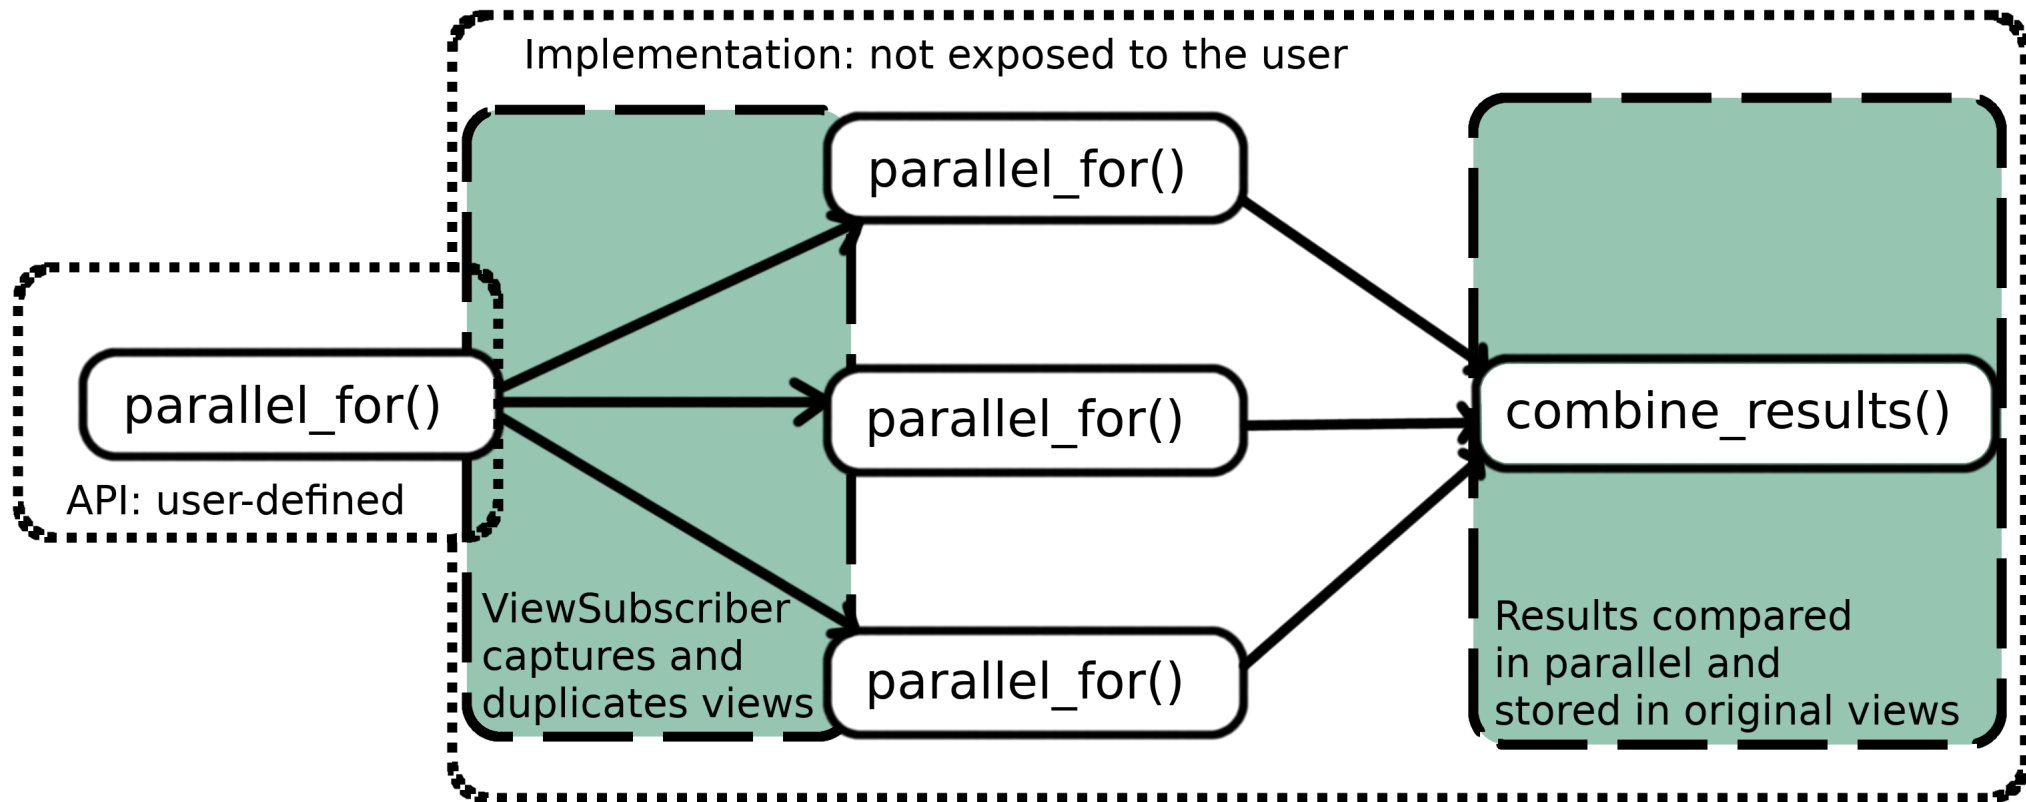 Implementation: not exposed to the user
parallel_for()
parallel_for()
API: user-defined
parallel_for()
parallel_for()
combine_results()
ViewSubscriber
captures and
duplicates views
Results compared
in parallel and
stored in original views